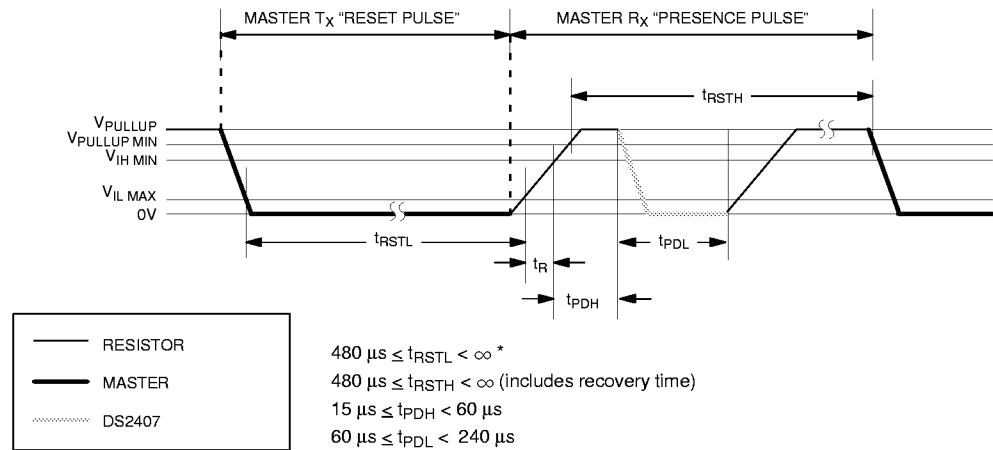 MASTER TX "RESET PULSE" MASTER RX "PRESENCE PULSE"
tRSTH
VPULLUP
VPULLUP MIN
VIH MIN
VIL MAX
0V
tRSTL
tPDL
tR
tPDH
RESISTOR
MASTER
DS2407
480 µs ≤ tRSTL < ∞ *
480 µs ≤ tRSTH < ∞ (includes recovery time)
15 µs ≤ tPDH < 60 µs
60 µs ≤ tPDL < 240 µs